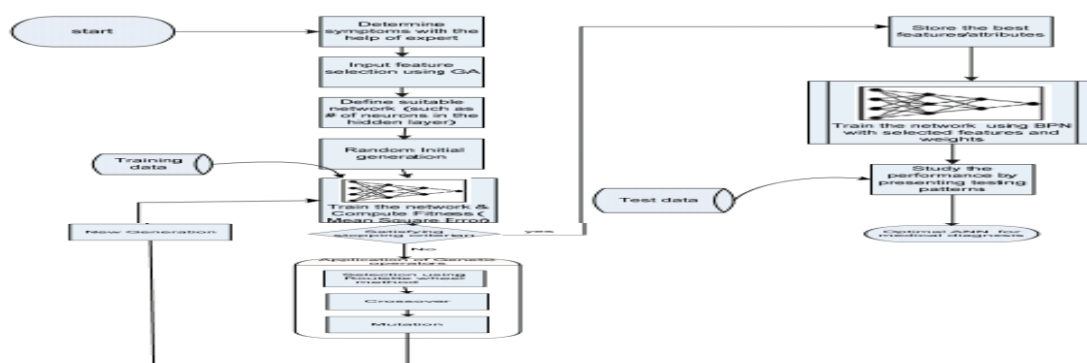 start
Determine
symptoms with the
help of expert
Input feature
selection using GA
Define suitable
network (such as
# of neurons in the
hidden layer)
Random Initial
generation
Training
data
Train the network &
Compute Fitness (
Mean Square Error)
New Generation
Satisfying
stopping criterion
yes
No
Application of Genetic
operators
Selection using
Roulette wheel
method
Crossover
Mutation
Store the best
features/attributes
Train the network using BPN
with selected features and
weights
Test data
Study the
performance by
presenting testing
patterns
Optimal ANN for
medical diagnosis